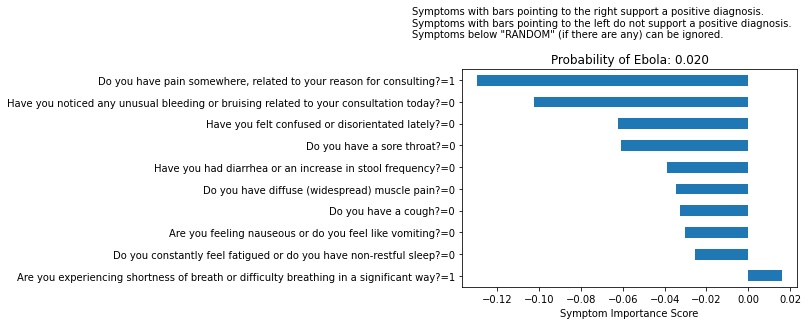 Symptoms with bars pointing to the right support a positive diagnosis.
Symptoms with bars pointing to the left do not support a positive diagnosis.
Symptoms below "RANDOM" (if there are any) can be ignored.
Probability of Ebola: 0.020
Do you have pain somewhere, related to your reason for consulting?=1
Have you noticed any unusual bleeding or bruising related to your consultation today?=0
Have you felt confused or disorientated lately?=0
Do you have a sore throat?=0
Have you had diarrhea or an increase in stool frequency?=0
Do you have diffuse (widespread) muscle pain?=0
Do you have a cough?=0
Are you feeling nauseous or do you feel like vomiting?=0
Do you constantly feel fatigued or do you have non-restful sleep?=0
Are you experiencing shortness of breath or difficulty breathing in a significant way?=1
−0.12 −0.10 −0.08 −0.06 −0.04 −0.02 0.00 0.02
Symptom Importance Score